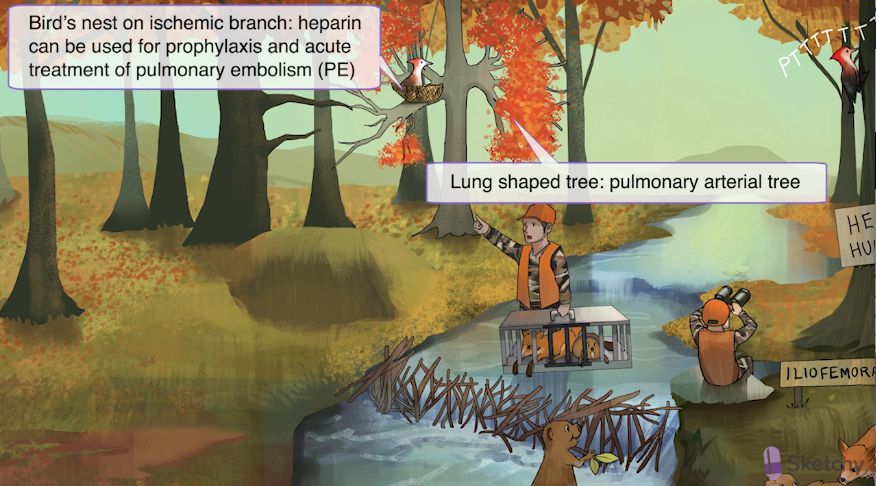 Bird's nest on ischemic branch: heparin
can be used for prophylaxis and acute
treatment of pulmonary embolism (PE)
PTTTTTTT
Lung shaped tree: pulmonary arterial tree
HE
HU
ILIOFEMORA
Sketchy